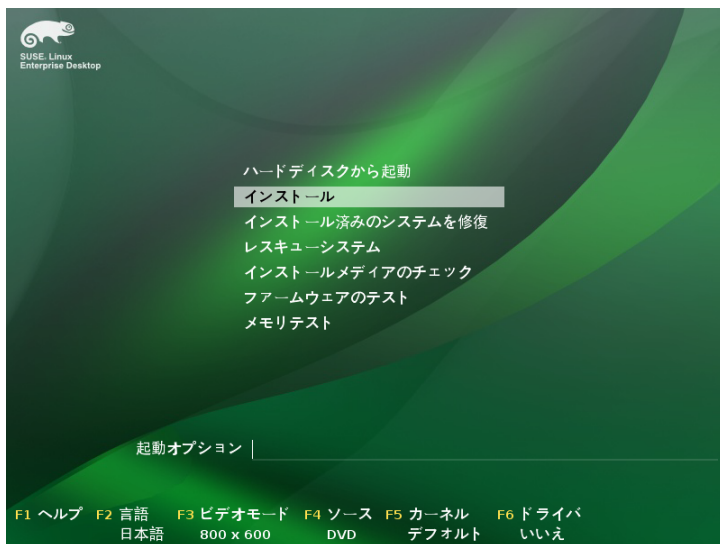 SUSE. Linux
Enterprise Desktop
ハードディスクから起動
インストール
インストール済みのシステムを修復
レスキューシステム
インストールメディアのチェック
ファームウェアのテスト
メモリテスト
起動オプション
F1 ヘルプ F2 言語 F3 ビデオモード F4 ソース F5 カーネル F6 ドライバ
日本語 800 x 600 DVD デフォルト いいえ